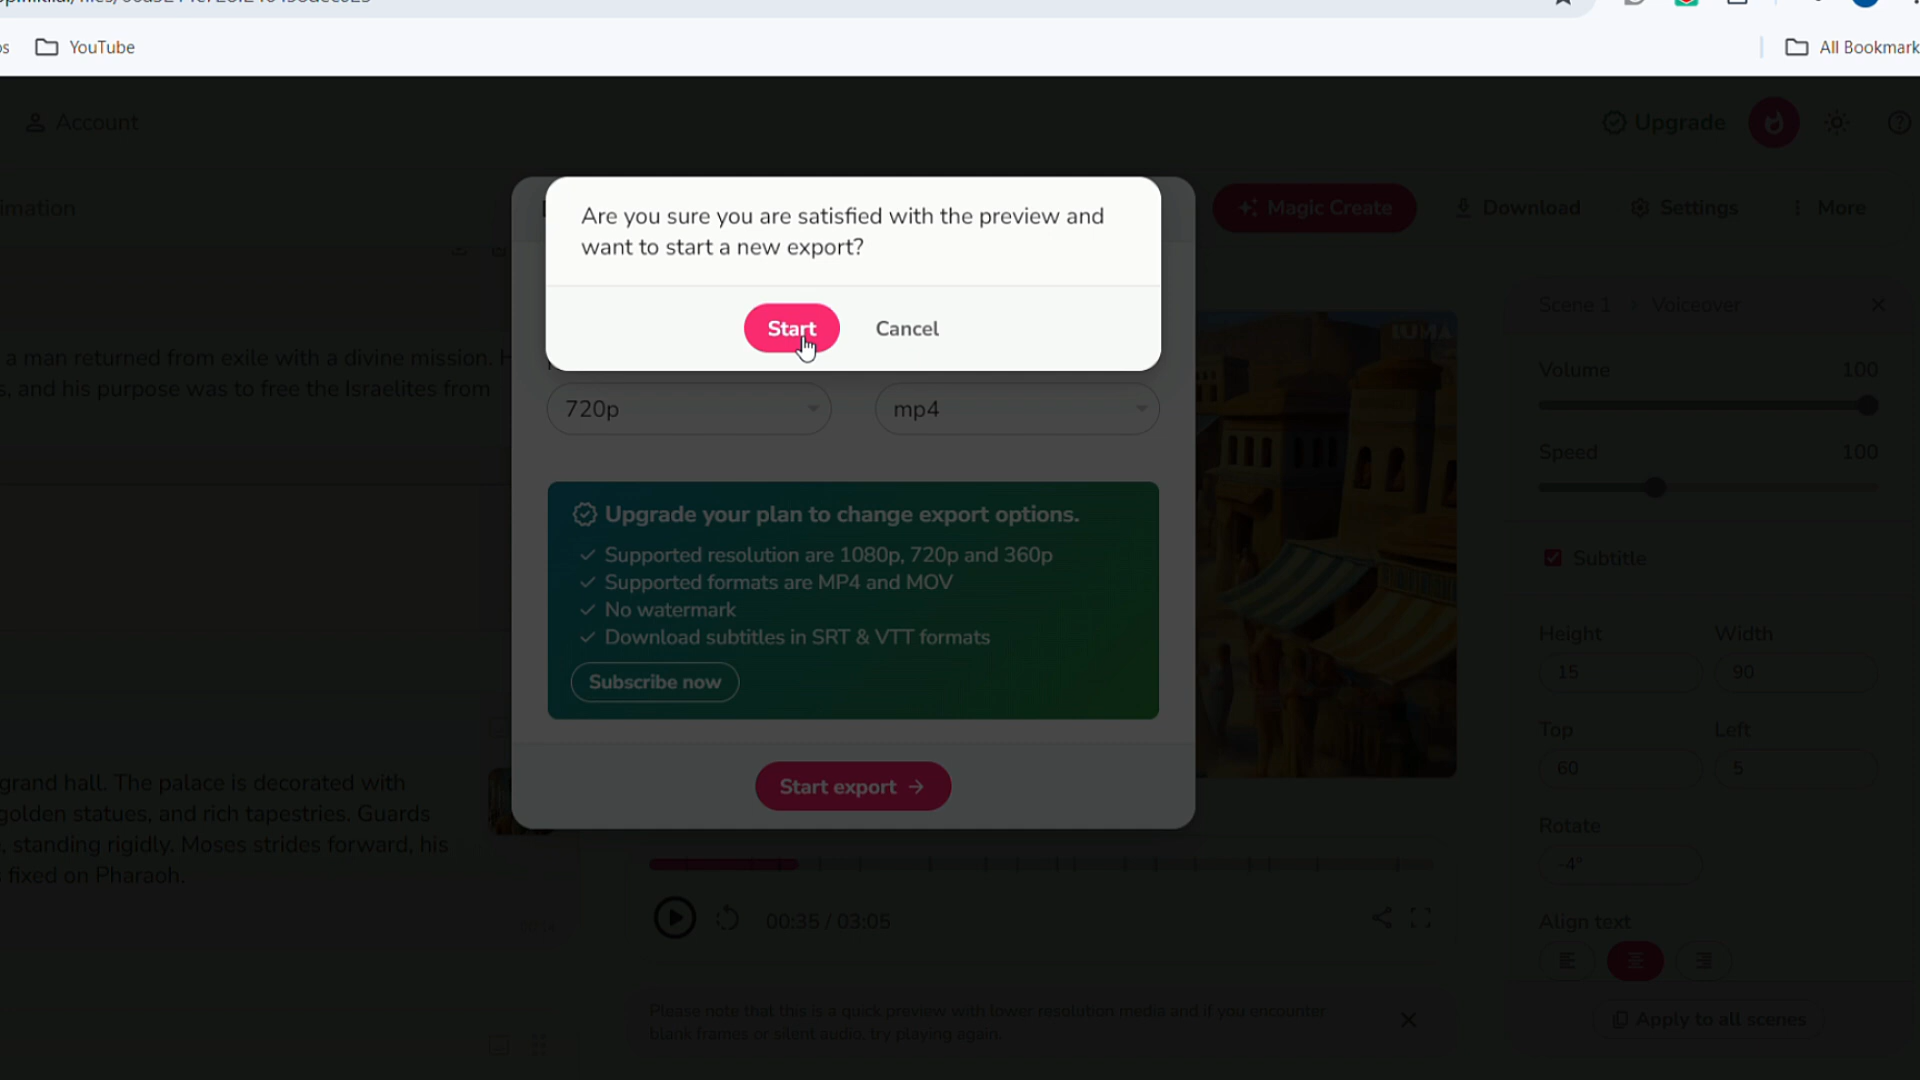 YouTube
All Bookmark
Account
Upgrade
Magic Create
Download
Settings
More
imation
Are you sure you are satisfied with the preview and
want to start a new export?
Start
Cancel
a man returned from exile with a divine mission. H
s, and his purpose was to free the Israelites from
720p
mp4
Upgrade your plan to change export options.
Supported resolution are 1080p, 720p and 360p
Supported formats are MP4 and MOV
No watermark
Download subtitles in SRT & VTT formats
Subscribe now
Start export
grand hall. The palace is decorated with
golden statues, and rich tapestries. Guards
, standing rigidly. Moses strides forward, his
fixed on Pharaoh.
LUMA
00:35 / 03:05
Please note that this is a quick preview with lower resolution media and if you encounter
blank frames or silent audio, try playing again.
Scene 1 > Voiceover
Volume 100
Speed 100
Subtitle
Height Width
15 90
Top Left
60 5
Rotate
-4°
Align text
Apply to all scenes